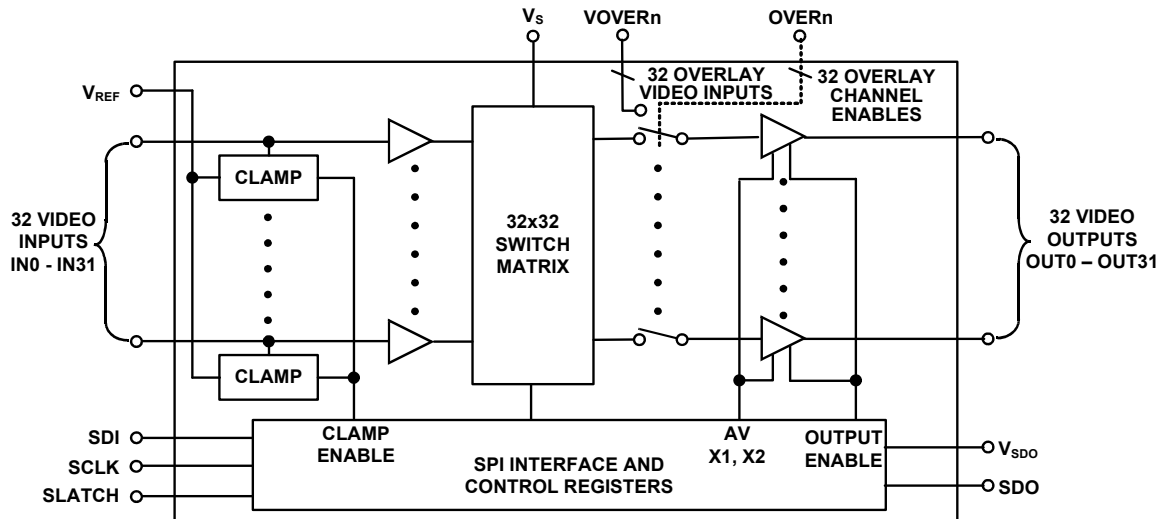 VS
VOVERn
OVERn
32 OVERLAY
VIDEO INPUTS
32 OVERLAY
CHANNEL
ENABLES
VREF
CLAMP
32 VIDEO
INPUTS
IN0 - IN31
32x32
SWITCH
MATRIX
32 VIDEO
OUTPUTS
OUT0 – OUT31
CLAMP
SDI
SCLK
SLATCH
CLAMP
ENABLE
SPI INTERFACE AND
CONTROL REGISTERS
AV
X1, X2
OUTPUT
ENABLE
VSDO
SDO